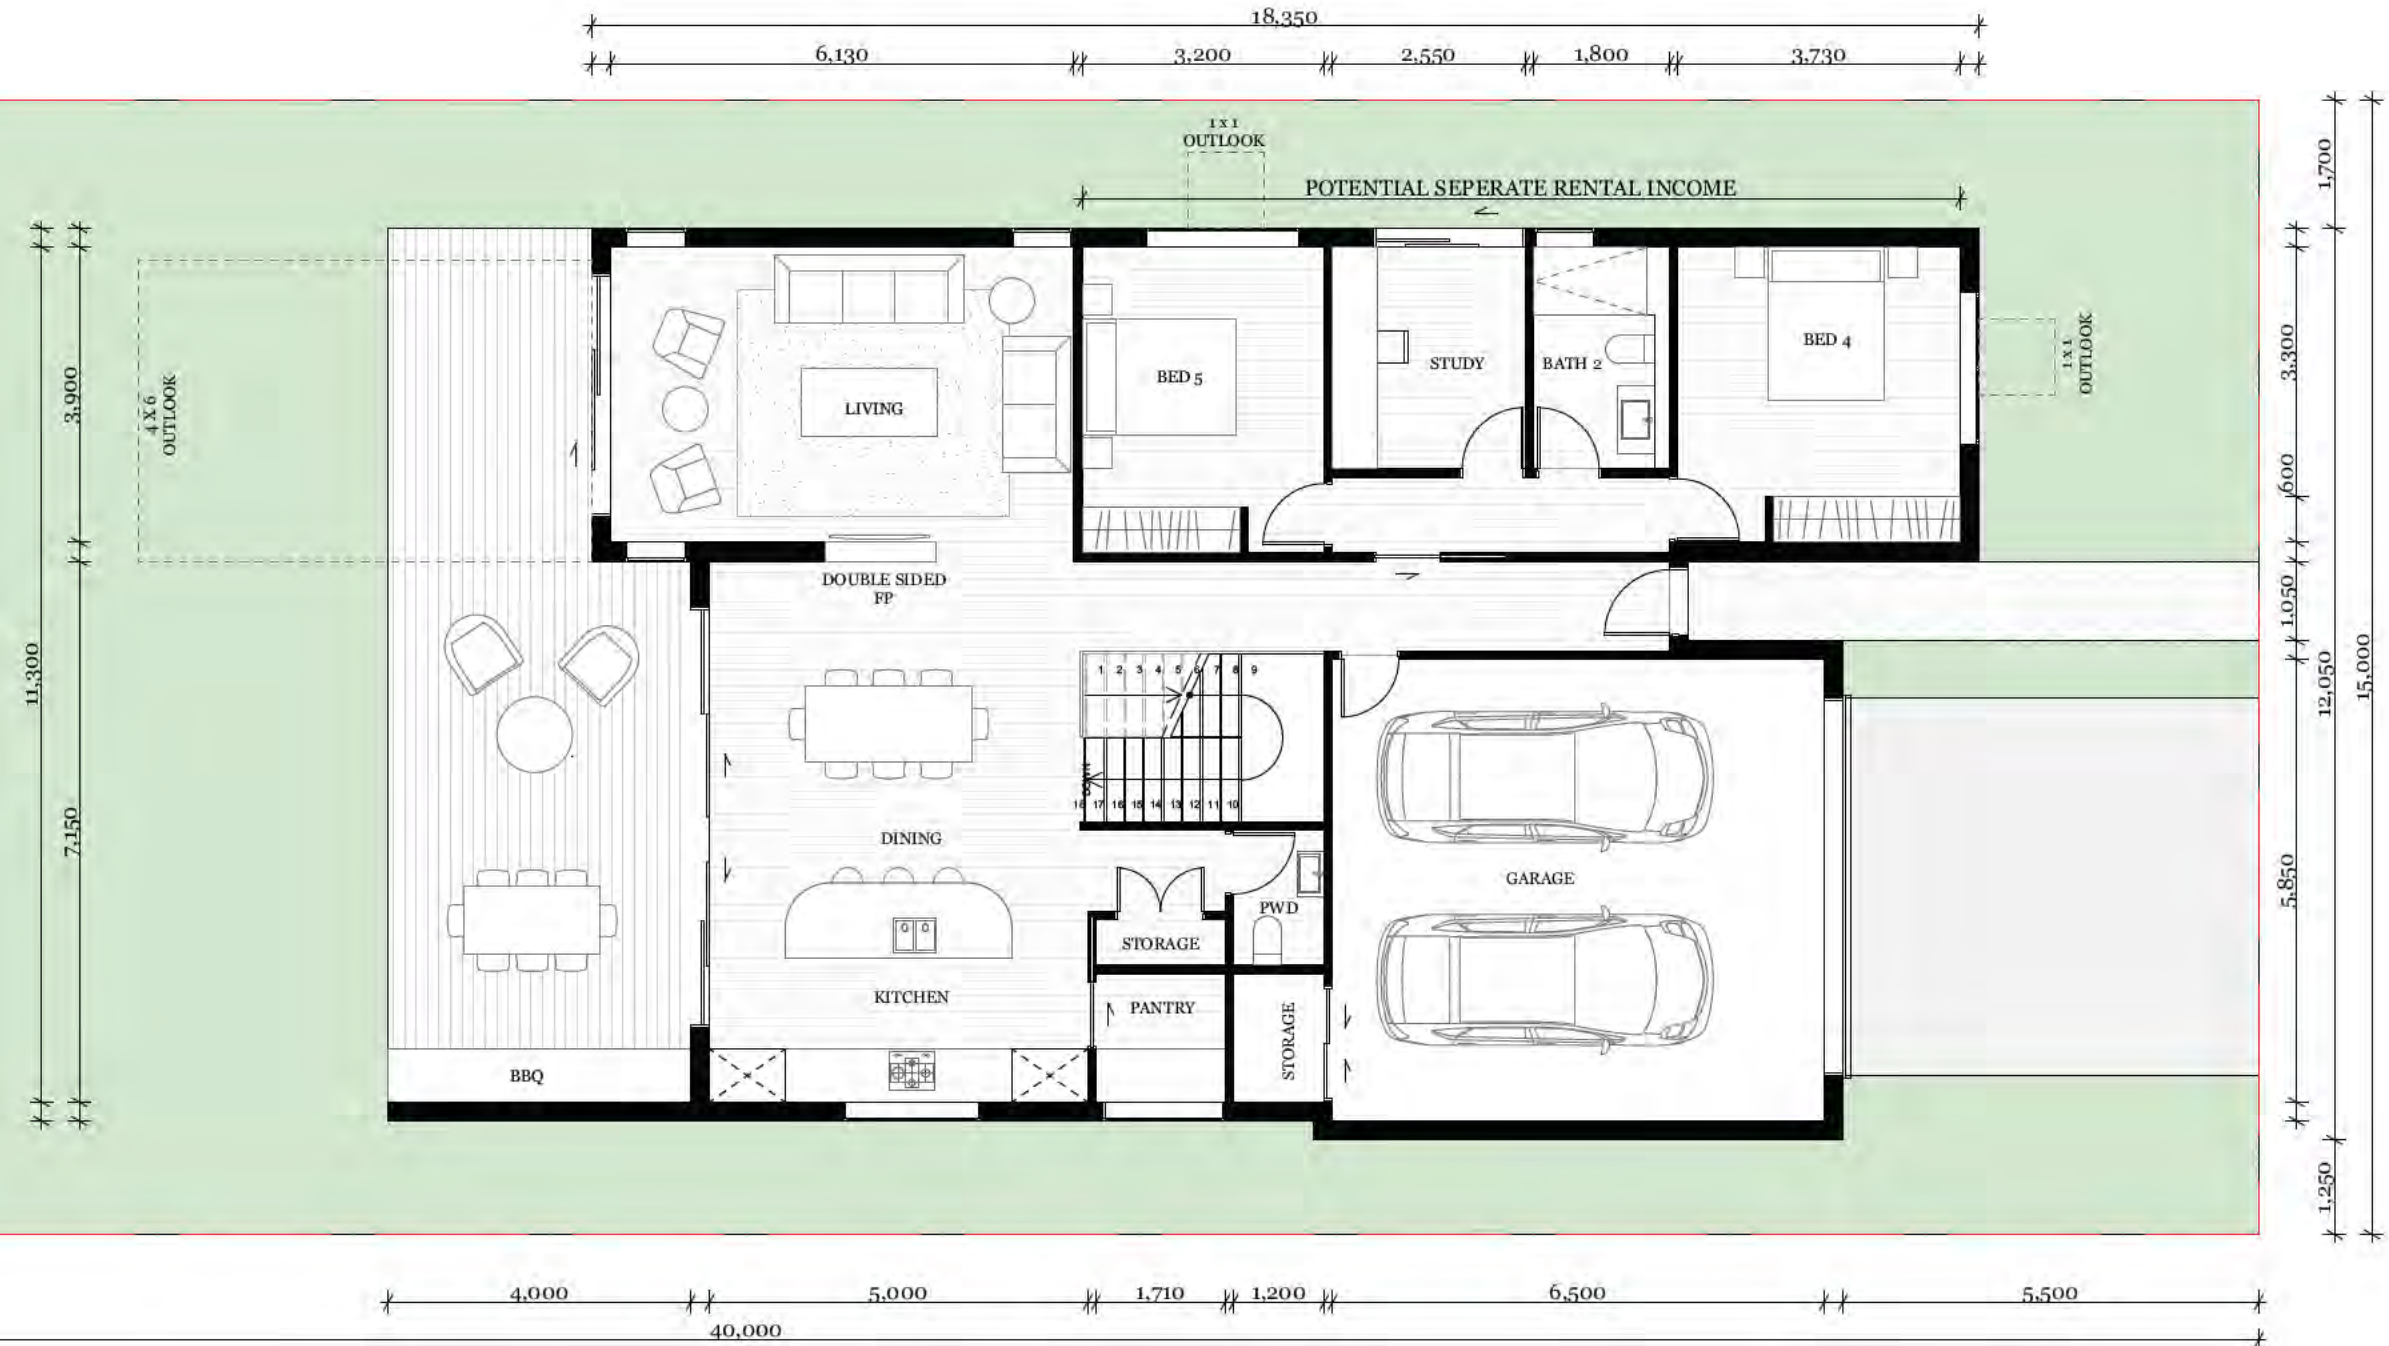 18,350
6,130
3,200
2,550
1,800
3,730
1 x 1
OUTLOOK
POTENTIAL SEPERATE RENTAL INCOME
1,700
3,300
600
1,050
12,050
15,000
5,850
1,250
1 x 1
OUTLOOK
4 X 6
OUTLOOK
3,900
11,300
7,150
LIVING
BED 5
STUDY
BATH 2
BED 4
DOUBLE SIDED
FP
1 2 3 4 5 6 7 8 9
DOWN
18 17 16 15 14 13 12 11 10
DINING
GARAGE
PWD
STORAGE
KITCHEN
PANTRY
STORAGE
BBQ
4,000
5,000
1,710
1,200
6,500
5,500
40,000